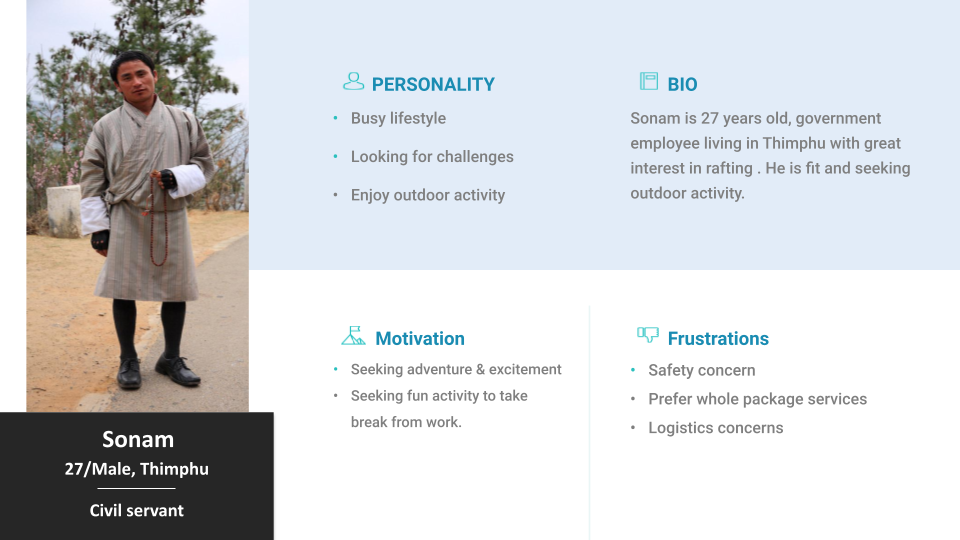 PERSONALITY
• Busy lifestyle
• Looking for challenges
• Enjoy outdoor activity
BIO
Sonam is 27 years old, government
employee living in Thimphu with great
interest in rafting . He is fit and seeking
outdoor activity.
Motivation
• Seeking adventure & excitement
• Seeking fun activity to take
break from work.
Frustrations
• Safety concern
• Prefer whole package services
• Logistics concerns
Sonam
27/Male, Thimphu
Civil servant